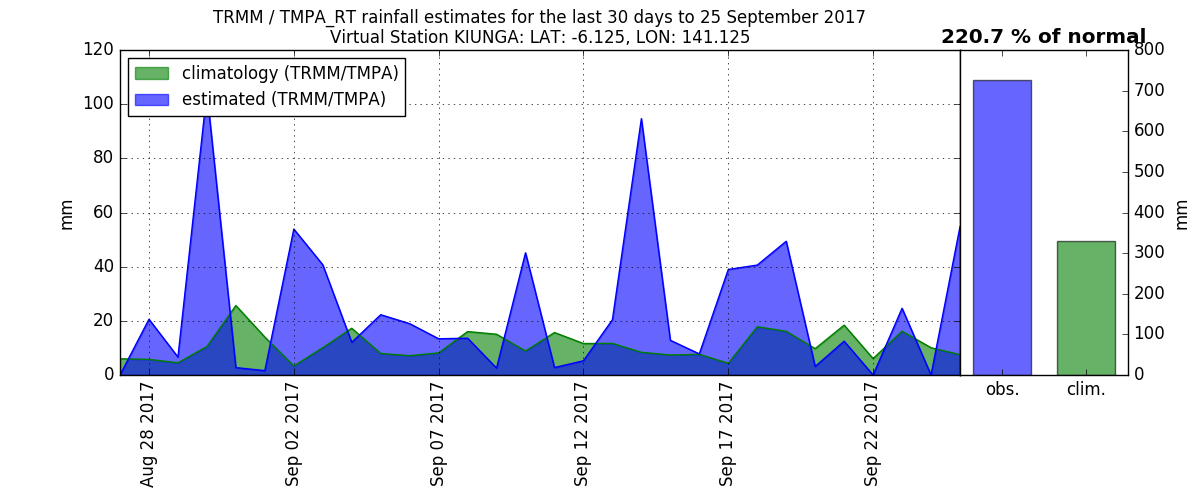 TRMM / TMPA_RT rainfall estimates for the last 30 days to 25 September 2017
Virtual Station KIUNGA: LAT: -6.125, LON: 141.125
220.7 % of normal
climatology (TRMM/TMPA)
estimated (TRMM/TMPA)
120
100
80
60
40
20
0
mm
Aug 28 2017
Sep 02 2017
Sep 07 2017
Sep 12 2017
Sep 17 2017
Sep 22 2017
800
700
600
500
400
300
200
100
0
mm
obs.
clim.